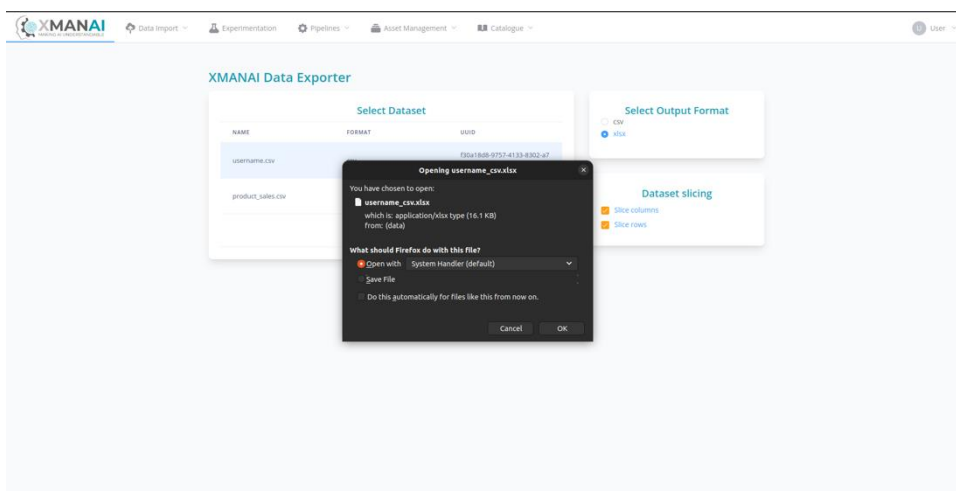 XMANAI
MAKING AI UNDERSTANDABLE
Data Import
Experimentation
Pipelines
Asset Management
Catalogue
U
User
XMANAI Data Exporter
Select Dataset
NAME FORMAT UUID
username.csv
f30a18d8-9757-4133-8302-a7
product_sales.csv
Select Output Format
csv
xlsx
Dataset slicing
Slice columns
Slice rows
Opening username_csv.xlsx
You have chosen to open:
username_csv.xlsx
which is: application/xlsx type (16.1 KB)
from: (data)
What should Firefox do with this file?
Open with System Handler (default)
Save File
Do this automatically for files like this from now on.
Cancel OK